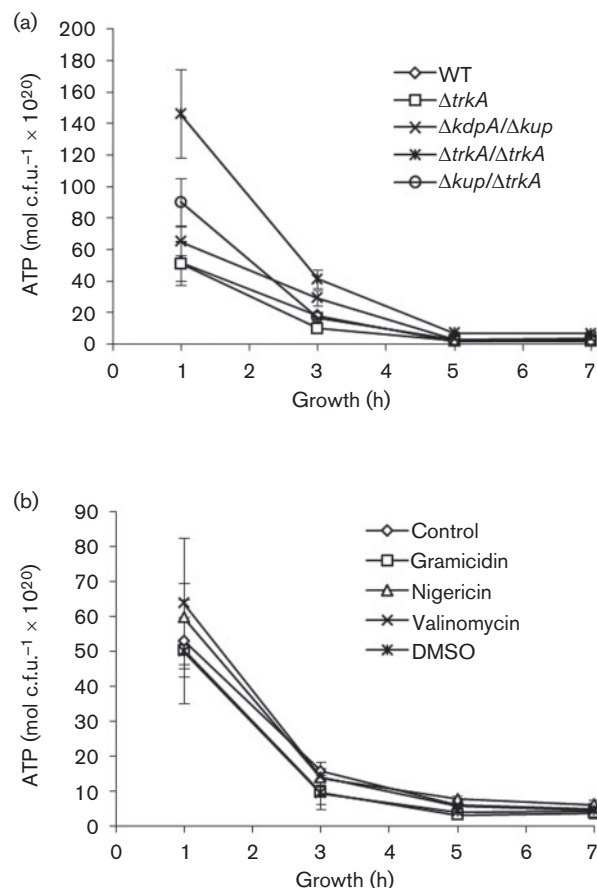 (a)
200
180
160
140
120
100
80
60
40
20
0
ATP (mol c.f.u.⁻¹ × 10²⁰)
WT
ΔtrkA
ΔkdpA/Δkup
ΔtrkA/ΔtrkA
Δkup/ΔtrkA
0 1 2 3 4 5 6 7
Growth (h)
(b)
90
80
70
60
50
40
30
20
10
0
ATP (mol c.f.u.⁻¹ × 10²⁰)
Control
Gramicidin
Nigericin
Valinomycin
DMSO
0 1 2 3 4 5 6 7
Growth (h)